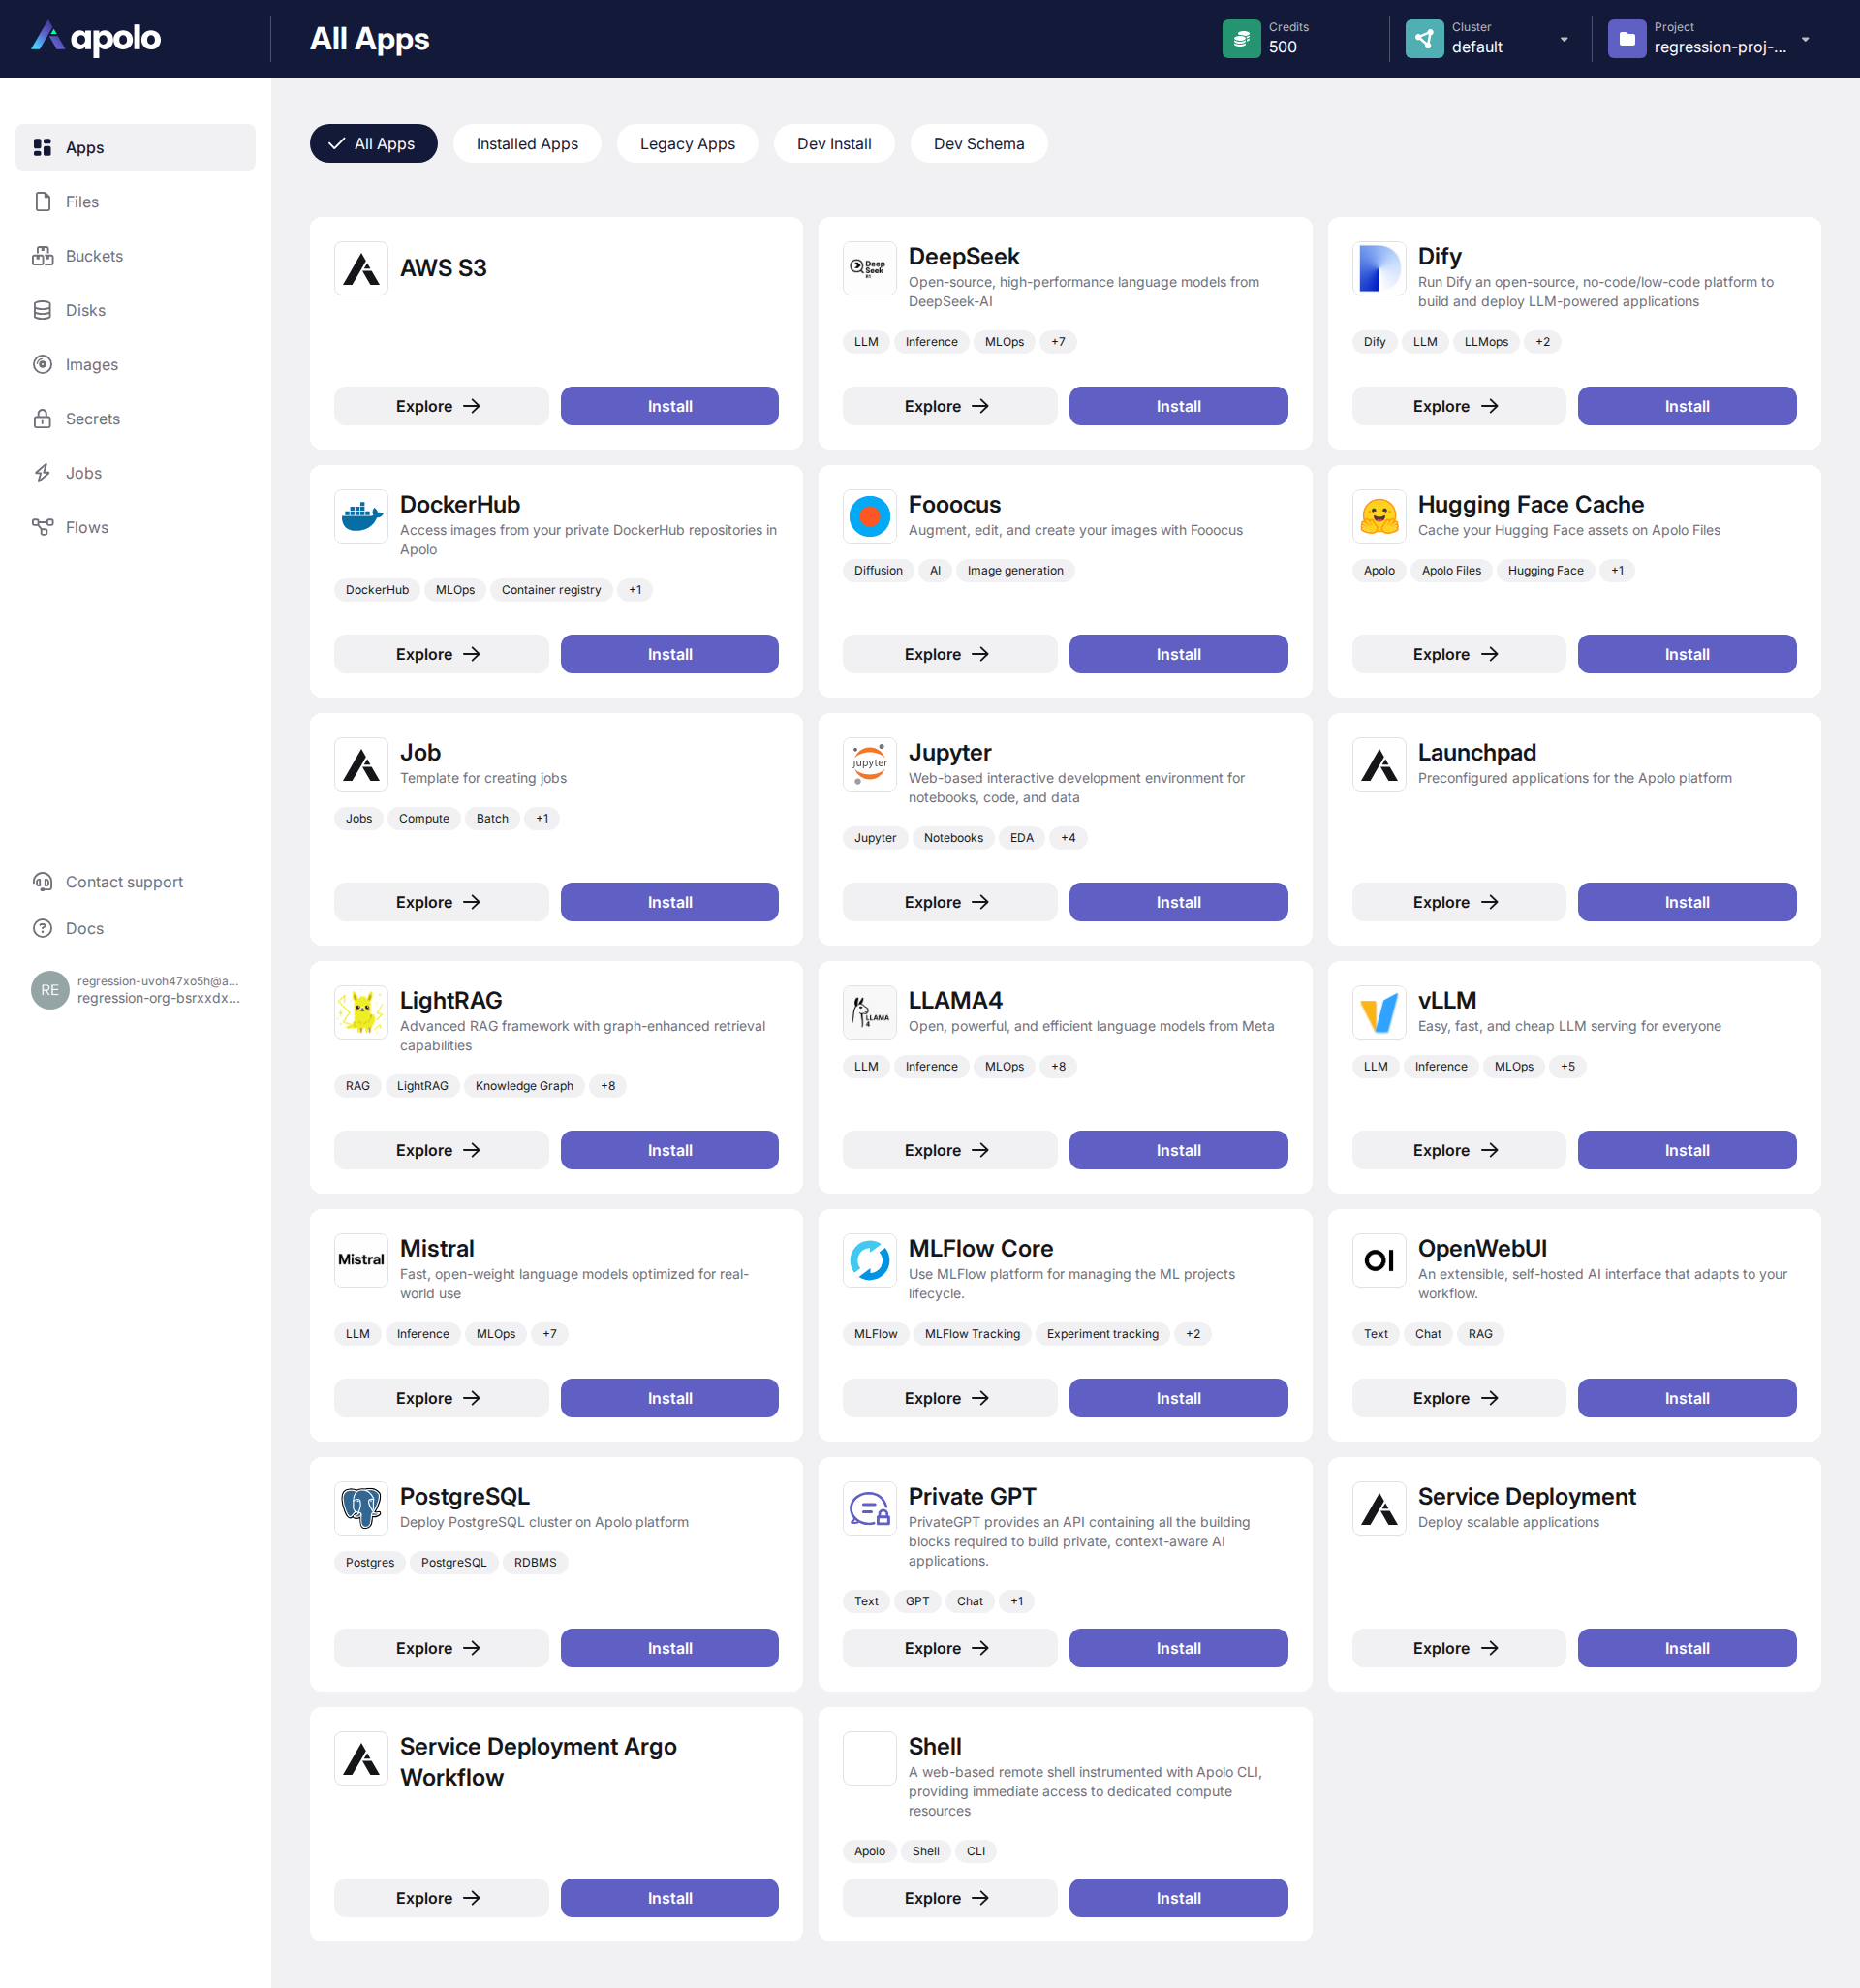 apolo
All Apps
Credits
500
Cluster
default
Project
regression-proj-...
Apps
Files
Buckets
Disks
Images
Secrets
Jobs
Flows
Contact support
Docs
RE
regression-uvoh47xo5h@a...
regression-org-bsrxxdx...
All Apps
Installed Apps
Legacy Apps
Dev Install
Dev Schema
AWS S3
Explore
Install
Deep
Seek
R1
DeepSeek
Open-source, high-performance language models from
DeepSeek-AI
LLM
Inference
MLOps
+7
Explore
Install
Dify
Run Dify an open-source, no-code/low-code platform to
build and deploy LLM-powered applications
Dify
LLM
LLMops
+2
Explore
Install
DockerHub
Access images from your private DockerHub repositories in
Apolo
DockerHub
MLOps
Container registry
+1
Explore
Install
Fooocus
Augment, edit, and create your images with Fooocus
Diffusion
AI
Image generation
Explore
Install
Hugging Face Cache
Cache your Hugging Face assets on Apolo Files
Apolo
Apolo Files
Hugging Face
+1
Explore
Install
Job
Template for creating jobs
Jobs
Compute
Batch
+1
Explore
Install
jupyter
Jupyter
Web-based interactive development environment for
notebooks, code, and data
Jupyter
Notebooks
EDA
+4
Explore
Install
Launchpad
Preconfigured applications for the Apolo platform
Explore
Install
LightRAG
Advanced RAG framework with graph-enhanced retrieval
capabilities
RAG
LightRAG
Knowledge Graph
+8
Explore
Install
LLAMA
4
LLAMA4
Open, powerful, and efficient language models from Meta
LLM
Inference
MLOps
+8
Explore
Install
vLLM
Easy, fast, and cheap LLM serving for everyone
LLM
Inference
MLOps
+5
Explore
Install
Mistral
Mistral
Fast, open-weight language models optimized for real-
world use
LLM
Inference
MLOps
+7
Explore
Install
MLFlow Core
Use MLFlow platform for managing the ML projects
lifecycle.
MLFlow
MLFlow Tracking
Experiment tracking
+2
Explore
Install
OI
OpenWebUI
An extensible, self-hosted AI interface that adapts to your
workflow.
Text
Chat
RAG
Explore
Install
PostgreSQL
Deploy PostgreSQL cluster on Apolo platform
Postgres
PostgreSQL
RDBMS
Explore
Install
Private GPT
PrivateGPT provides an API containing all the building
blocks required to build private, context-aware AI
applications.
Text
GPT
Chat
+1
Explore
Install
Service Deployment
Deploy scalable applications
Explore
Install
Service Deployment Argo
Workflow
Explore
Install
Shell
A web-based remote shell instrumented with Apolo CLI,
providing immediate access to dedicated compute
resources
Apolo
Shell
CLI
Explore
Install